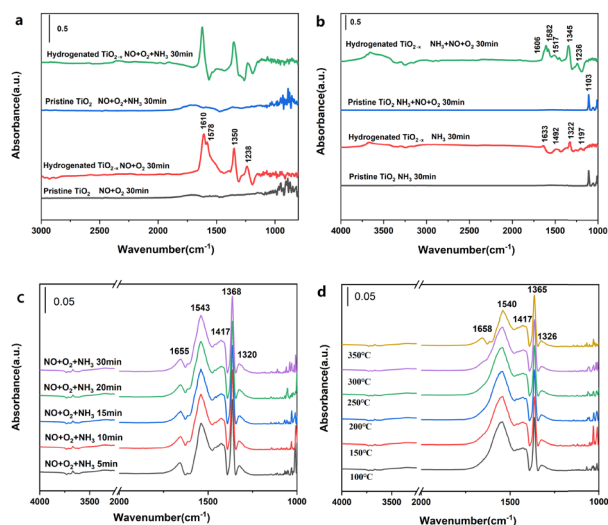 a
0.5
Hydrogenated TiO2-x NO+O2+NH3 30min
Pristine TiO2 NO+O2+NH3 30min
1610
1578
1350
1238
Hydrogenated TiO2-x NO+O2 30min
Pristine TiO2 NO+O2 30min
Absorbance(a.u.)
3000 2500 2000 1500 1000
Wavenumber(cm-1)
b
0.5
Hydrogenated TiO2-x NH3+NO+O2 30min
1606
1582
1517
1345
1236
1103
Pristine TiO2 NH3+NO+O2 30min
Hydrogenated TiO2-x NH3 30min
1633
1492
1322
1197
Pristine TiO2 NH3 30min
Absorbance(a.u.)
4000 3500 3000 2500 2000 1500 1000
Wavenumber(cm-1)
c
0.05
1368
1543
1417
1655
1320
NO+O2+NH3 30min
NO+O2+NH3 20min
NO+O2+NH3 15min
NO+O2+NH3 10min
NO+O2+NH3 5min
Absorbance(a.u.)
4000 3000 2000 1500 1000
Wavenumber(cm-1)
d
0.05
1365
1540
1417
1658
1326
350°C
300°C
250°C
200°C
150°C
100°C
Absorbance(a.u.)
4000 3000 2000 1500 1000
Wavenumber(cm-1)